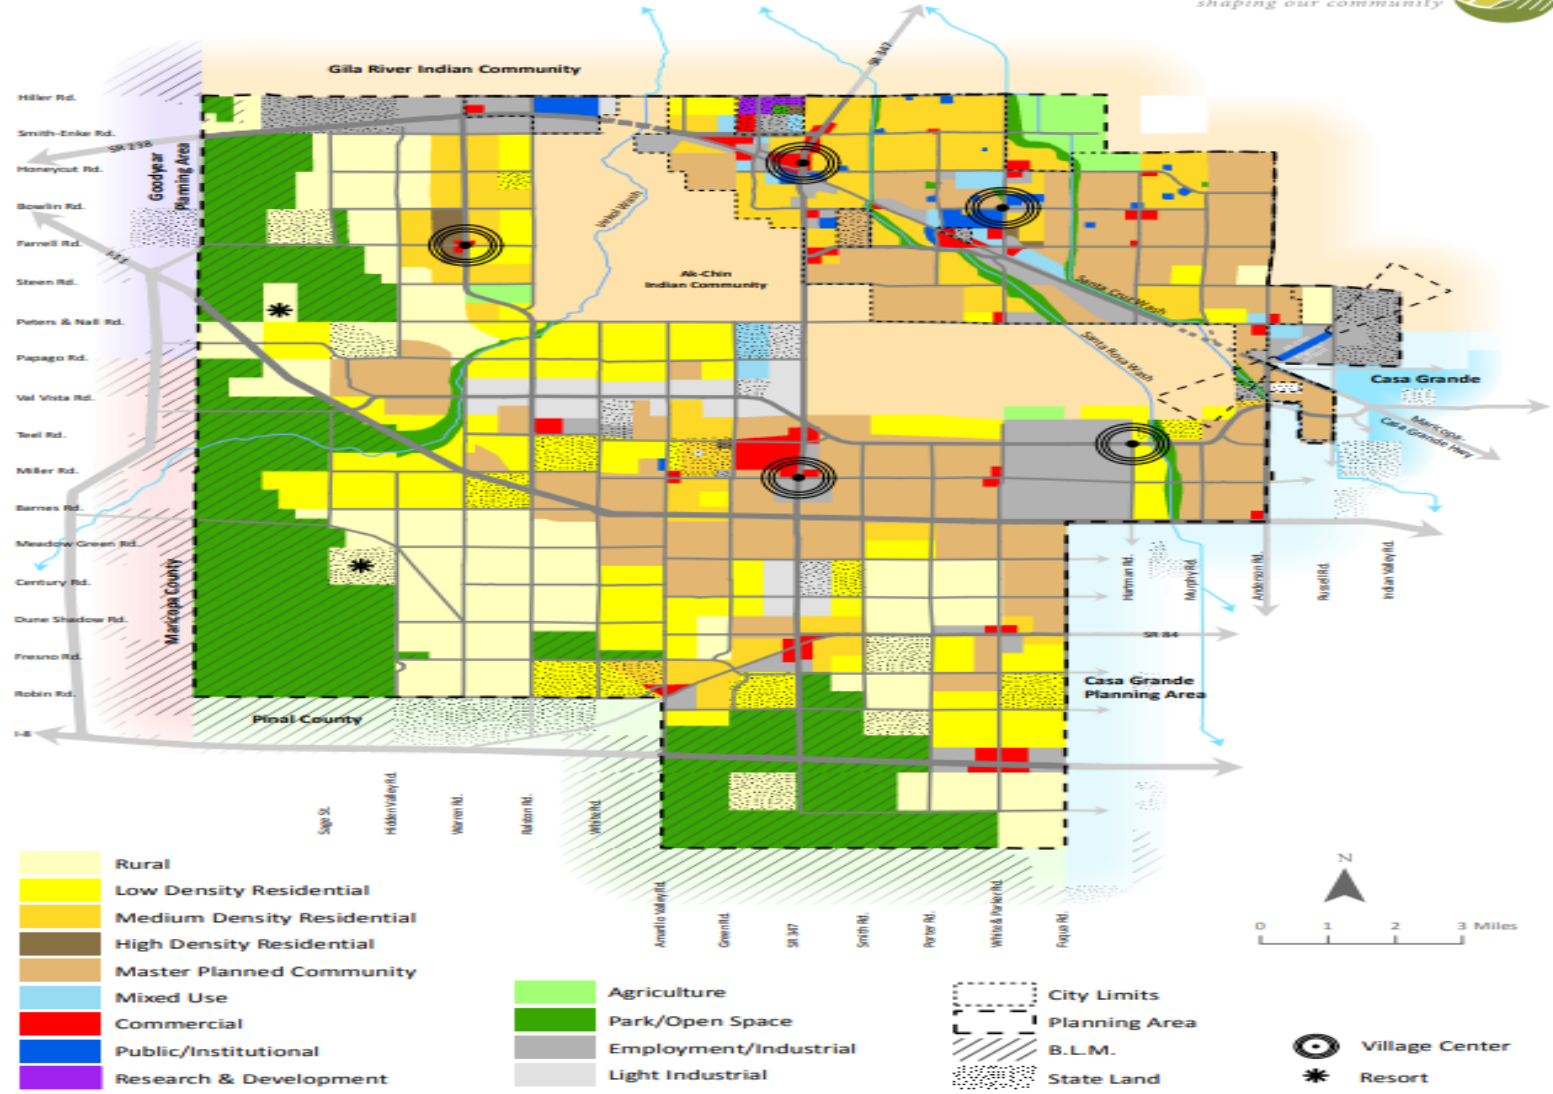 shaping our community
Gila River Indian Community
Hiller Rd.
Smith-Enke Rd.
SR 238
SR 347
Honeycut Rd.
Goodyear
Planning Area
Bowlin Rd.
Farrell Rd.
I-11
Steen Rd.
Peters & Nall Rd.
Papago Rd.
Val Vista Rd.
Teel Rd.
Miller Rd.
Barnes Rd.
Meadow Green Rd.
Century Rd.
Dune Shadow Rd.
Fresno Rd.
Robin Rd.
I-8
Maricopa County
Vekol Wash
Ak-Chin
Indian Community
Santa Cruz Wash
Santa Rosa Wash
Casa Grande
Maricopa-
Casa Grande Hwy
Hartman Rd.
Murphy Rd.
Anderson Rd.
Russell Rd.
Indian Valley Rd.
SR 84
Casa Grande
Planning Area
Pinal County
Sage St.
Hidden Valley Rd.
Warren Rd.
Ralston Rd.
White Rd.
Amarillo Valley Rd.
Green Rd.
SR 347
Smith Rd.
Porter Rd.
White & Parker Rd.
Fuqua Rd.
N
0 1 2 3 Miles
Rural
Low Density Residential
Medium Density Residential
High Density Residential
Master Planned Community
Mixed Use
Commercial
Public/Institutional
Research & Development
Agriculture
Park/Open Space
Employment/Industrial
Light Industrial
City Limits
Planning Area
B.L.M.
State Land
Village Center
Resort